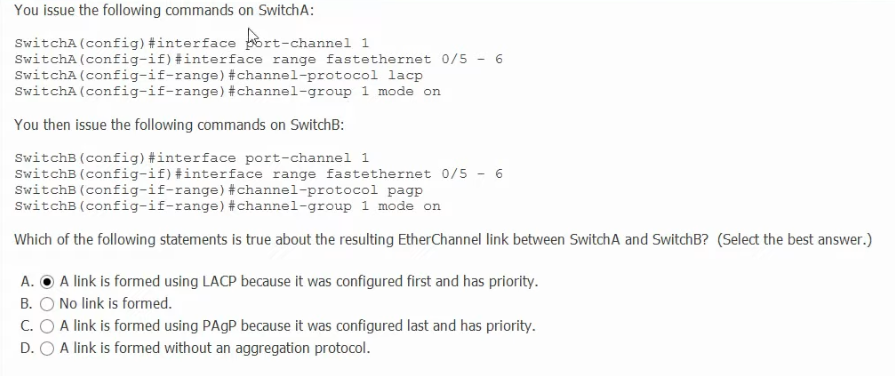 You issue the following commands on SwitchA:
SwitchA(config)#interface port-channel 1
SwitchA(config-if)#interface range fastethernet 0/5 - 6
SwitchA(config-if-range)#channel-protocol lacp
SwitchA(config-if-range)#channel-group 1 mode on
You then issue the following commands on SwitchB:
SwitchB(config)#interface port-channel 1
SwitchB(config-if)#interface range fastethernet 0/5 - 6
SwitchB(config-if-range)#channel-protocol pagp
SwitchB(config-if-range)#channel-group 1 mode on
Which of the following statements is true about the resulting EtherChannel link between SwitchA and SwitchB? (Select the best answer.)
A. A link is formed using LACP because it was configured first and has priority.
B. No link is formed.
C. A link is formed using PAgP because it was configured last and has priority.
D. A link is formed without an aggregation protocol.